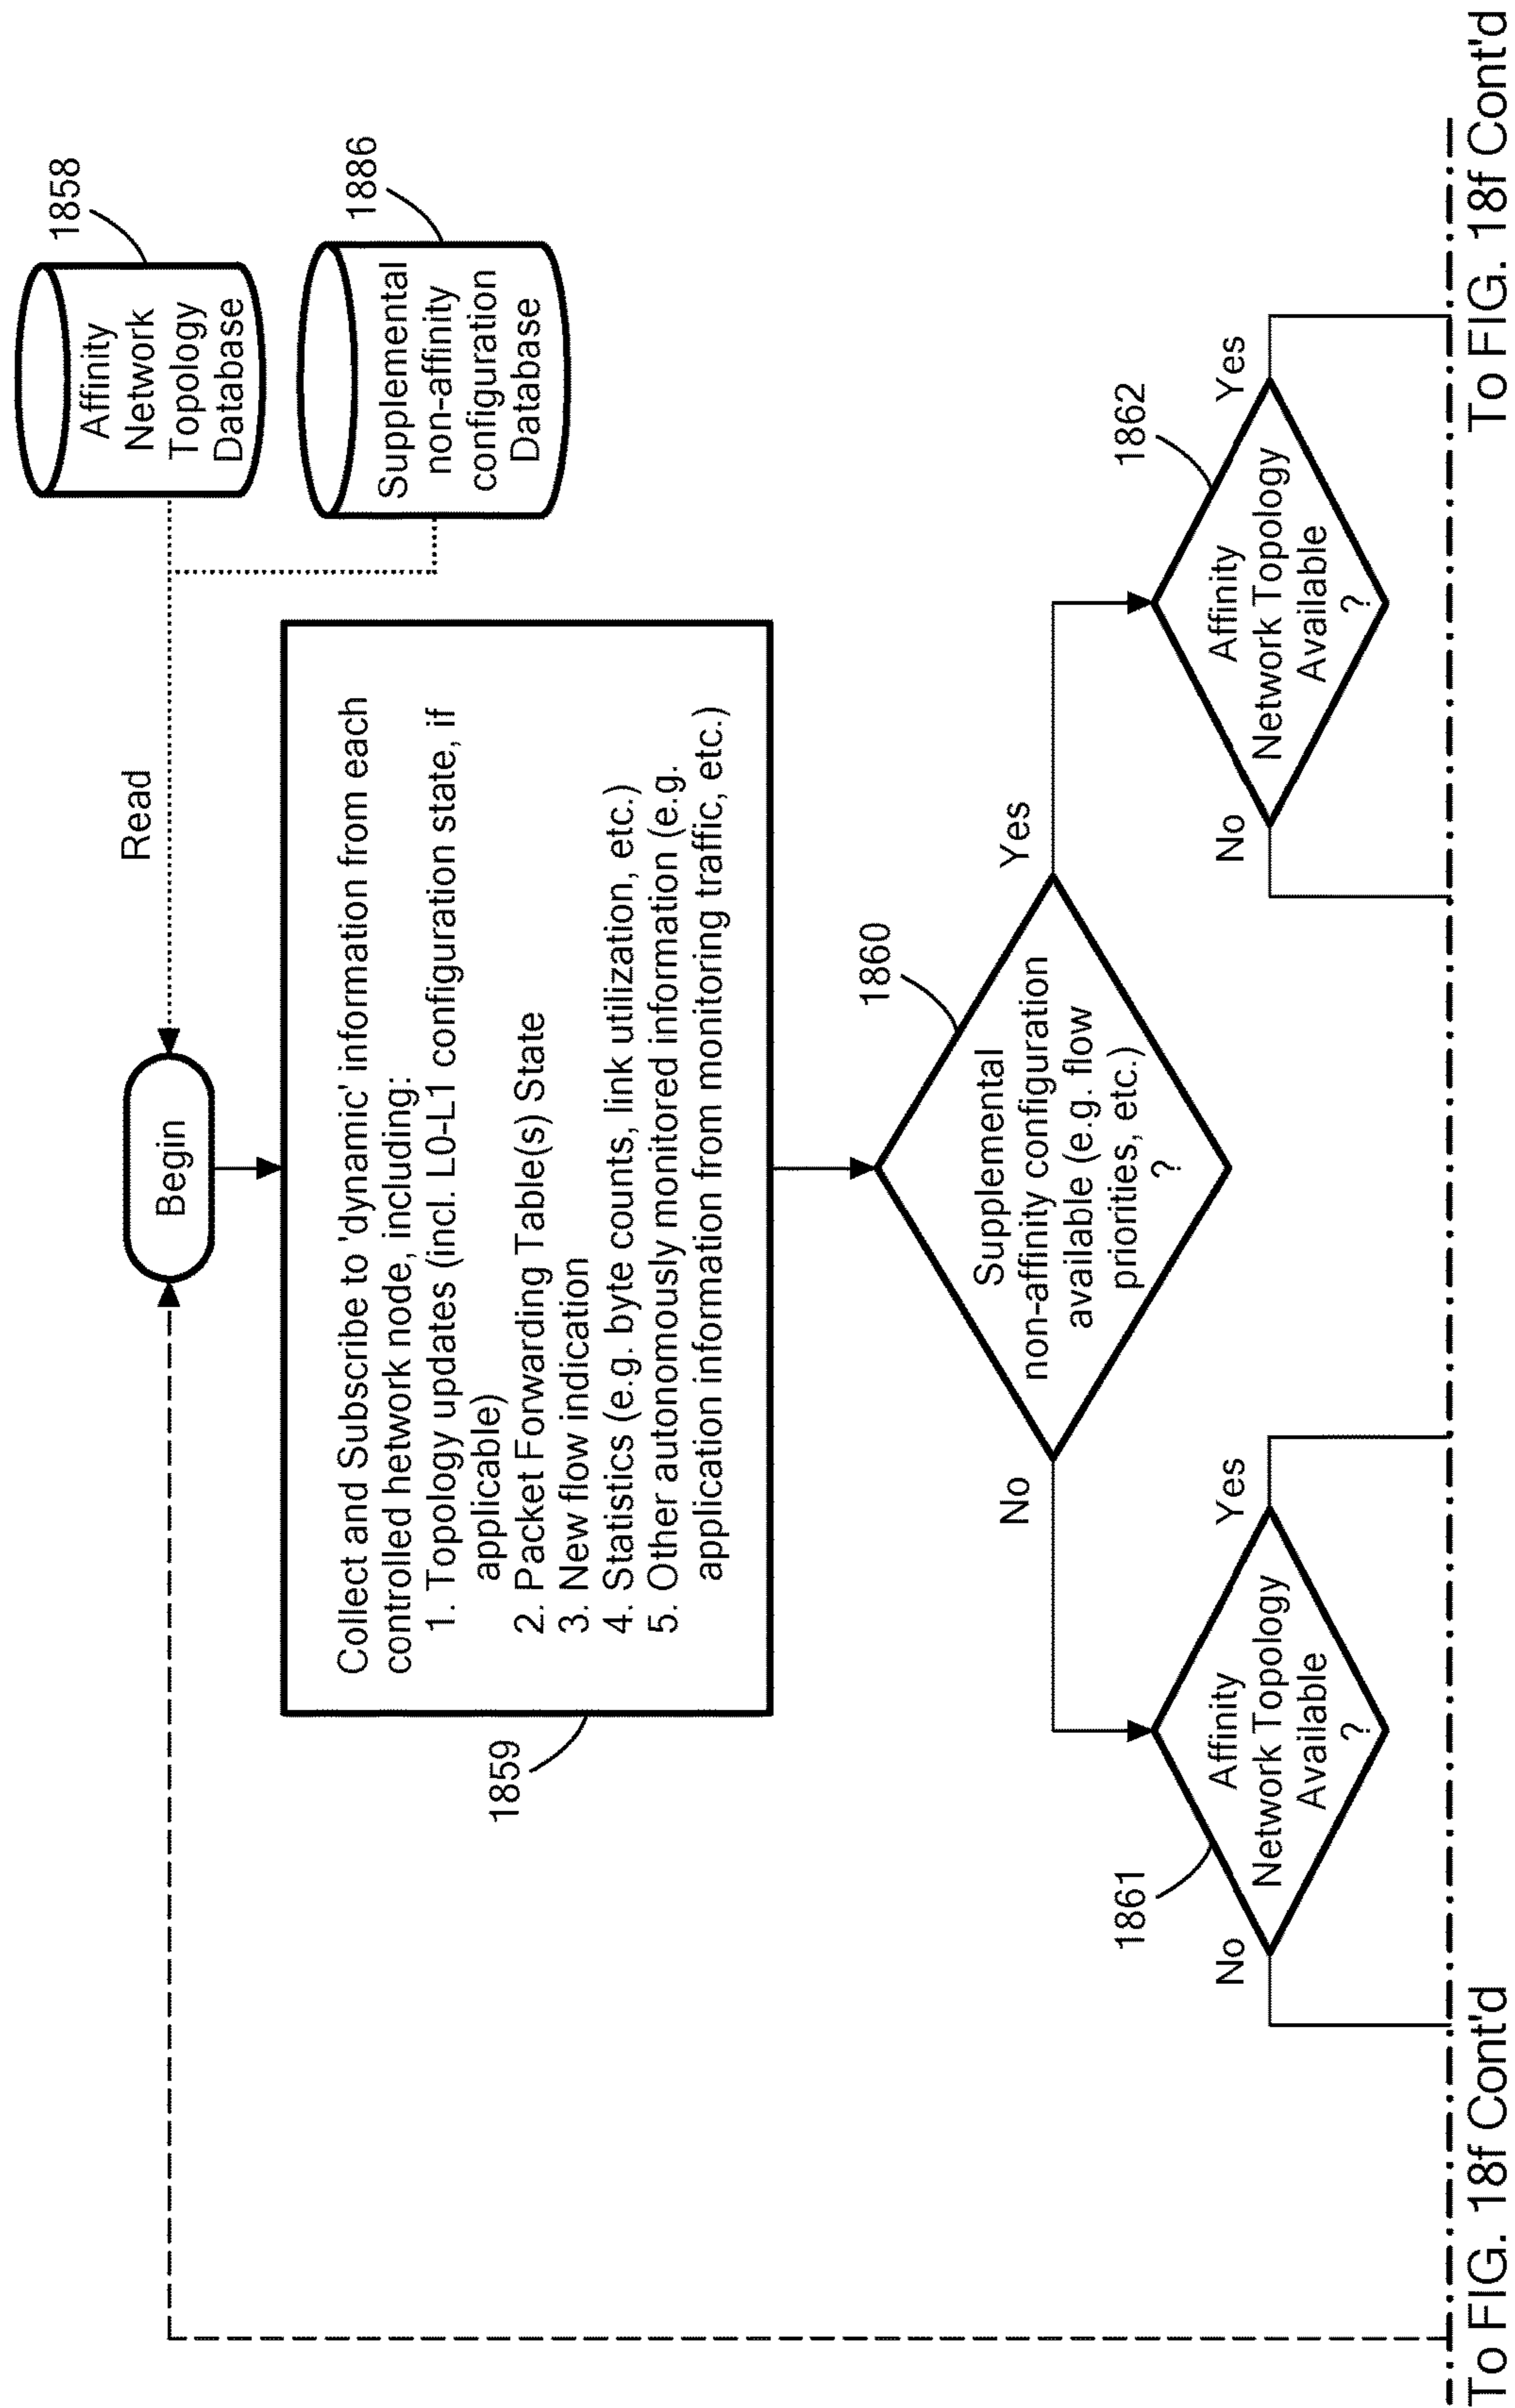 1858
Affinity
Network
Topology
Database
1886
Supplemental
non-affinity
configuration
Database
Read
Begin
Collect and Subscribe to 'dynamic' information from each
controlled network node, including:
1. Topology updates (incl. L0-L1 configuration state, if
applicable)
2. Packet Forwarding Table(s) State
3. New flow indication
4. Statistics (e.g. byte counts, link utilization, etc.)
5. Other autonomously monitored information (e.g.
application information from monitoring traffic, etc.)
1859
1860
Supplemental
non-affinity configuration
available (e.g. flow
priorities, etc.)
?
No
Yes
1861
Affinity
Network Topology
Available
?
No
Yes
1862
Affinity
Network Topology
Available
?
No
Yes
To FIG. 18f Cont'd
To FIG. 18f Cont'd